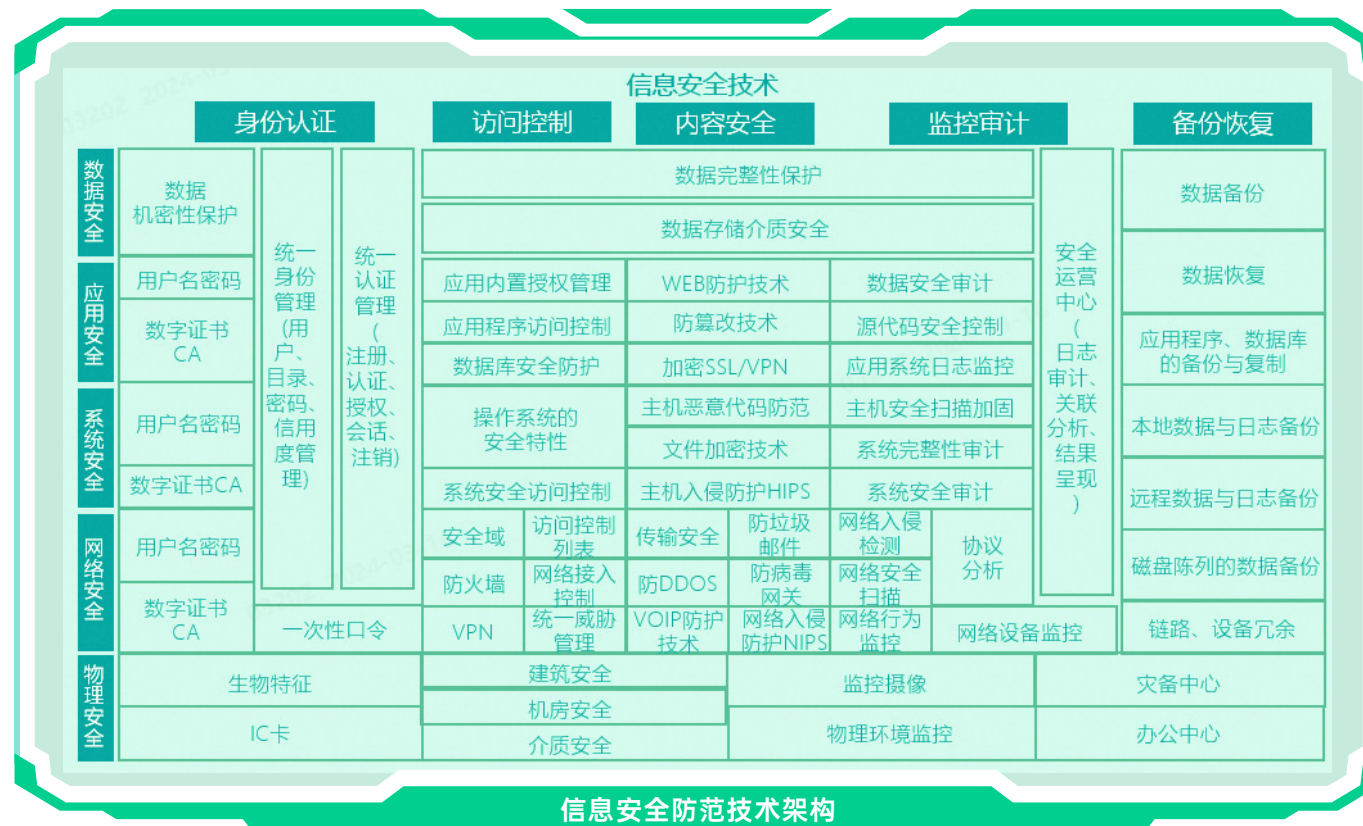 信息安全技术
身份认证
访问控制
内容安全
监控审计
备份恢复
数据安全
数据
机密性保护
统一
身份
管理
(用
户、
目录、
密码、
信用
度管
理)
统一
认证
管理
(
注册、
认证、
授权、
会话、
注销)
数据完整性保护
数据存储介质安全
安全
运营
中心
(
日志
审计、
关联
分析、
结果
呈现
)
数据备份
数据恢复
应用安全
用户名密码
数字证书
CA
应用内置授权管理
WEB防护技术
数据安全审计
应用程序访问控制
防篡改技术
源代码安全控制
数据库安全防护
加密SSL/VPN
应用系统日志监控
应用程序、数据库
的备份与复制
系统安全
用户名密码
数字证书CA
操作系统的
安全特性
主机恶意代码防范
主机安全扫描加固
文件加密技术
系统完整性审计
系统安全访问控制
主机入侵防护HIPS
系统安全审计
本地数据与日志备份
远程数据与日志备份
网络安全
用户名密码
数字证书
CA
一次性口令
安全域
访问控制
列表
传输安全
防垃圾
邮件
网络入侵
检测
协议
分析
防火墙
网络接入
控制
防DDOS
防病毒
网关
网络安全
扫描
VPN
统一威胁
管理
VOIP防护
技术
网络入侵
防护NIPS
网络行为
监控
网络设备监控
磁盘阵列的数据备份
链路、设备冗余
物理安全
生物特征
IC卡
建筑安全
机房安全
介质安全
监控摄像
物理环境监控
灾备中心
办公中心
信息安全防范技术架构